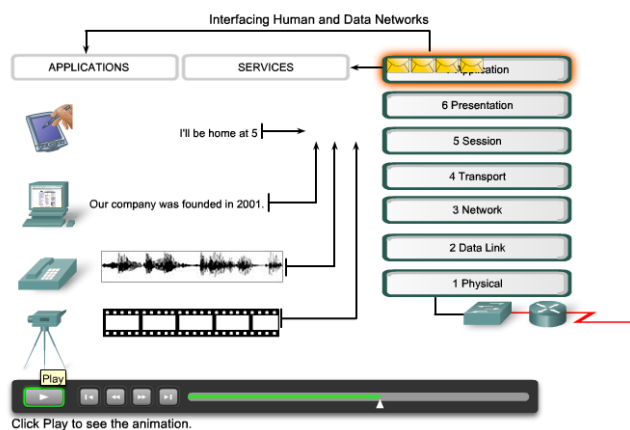 Interfacing Human and Data Networks
APPLICATIONS
SERVICES
Application
6 Presentation
I'll be home at 5
5 Session
4 Transport
Our company was founded in 2001.
3 Network
2 Data Link
1 Physical
Play
Click Play to see the animation.